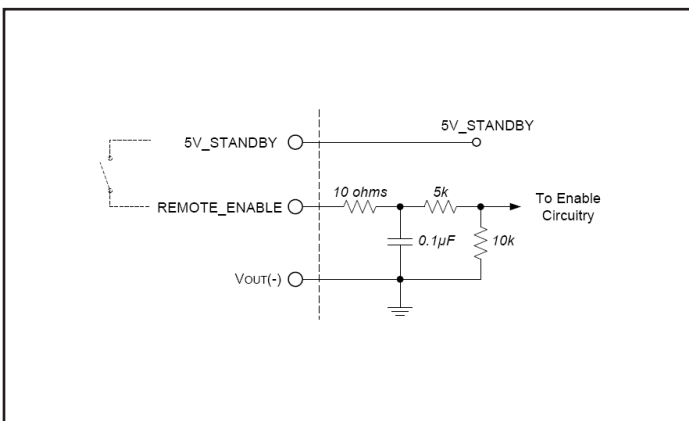 5V_STANDBY
5V_STANDBY
10 ohms
5k
REMOTE_ENABLE
To Enable
Circuitry
0.1µF
10k
VOUT(-)